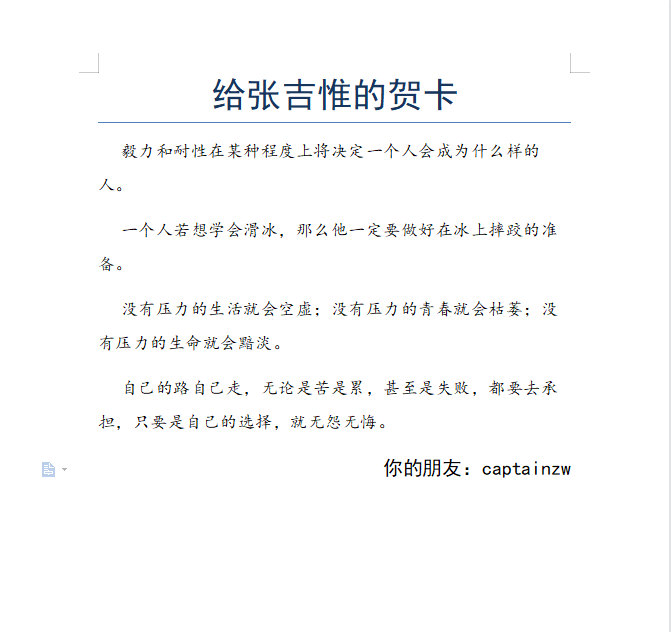 给张吉惟的贺卡
毅力和耐性在某种程度上将决定一个人会成为什么样的
人。
一个人若想学会滑冰，那么他一定要做好在冰上摔跤的准
备。
没有压力的生活就会空虚；没有压力的青春就会枯萎；没
有压力的生命就会黯淡。
自己的路自己走，无论是苦是累，甚至是失败，都要去承
担，只要是自己的选择，就无怨无悔。
你的朋友：captainzw